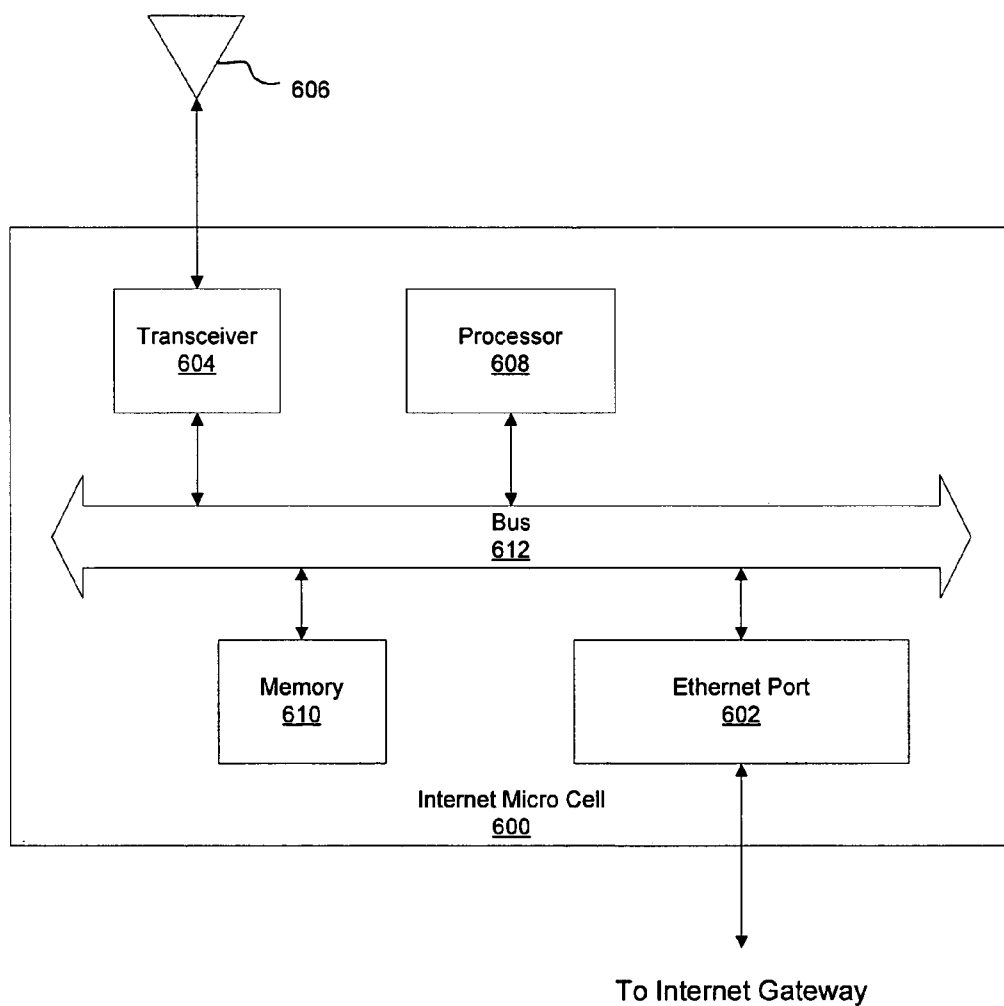 606
Transceiver
604
Processor
608
Bus
612
Memory
610
Ethernet Port
602
Internet Micro Cell
600
To Internet Gateway